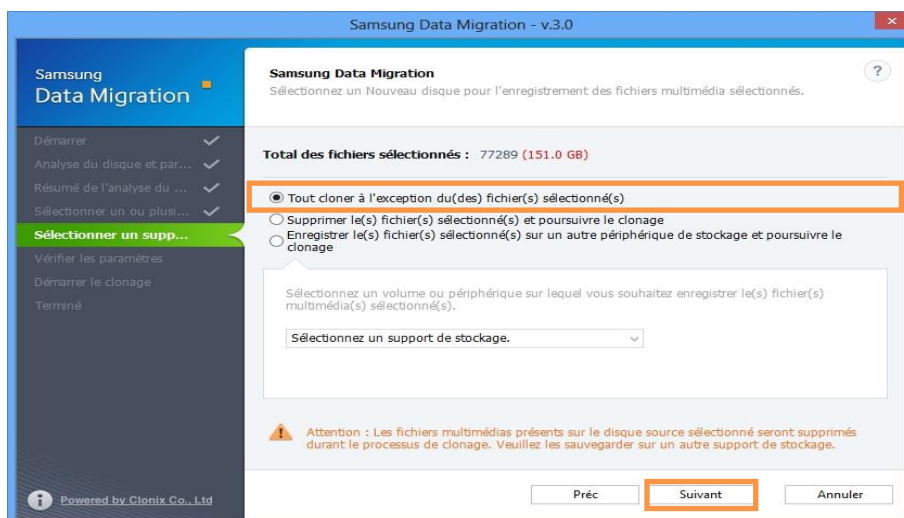 Samsung Data Migration - v.3.0
Samsung
Data Migration
Démarrer
Analyse du disque et par...
Résumé de l'analyse du ...
Sélectionner un ou plusi...
Sélectionner un supp...
Vérifier les paramètres
Démarrer le clonage
Terminé
Powered by Clonix Co., Ltd
Samsung Data Migration
?
Sélectionnez un Nouveau disque pour l'enregistrement des fichiers multimédia sélectionnés.
Total des fichiers sélectionnés : 77289 (151.0 GB)
Tout cloner à l'exception du(des) fichier(s) sélectionné(s)
Supprimer le(s) fichier(s) sélectionné(s) et poursuivre le clonage
Enregistrer le(s) fichier(s) sélectionné(s) sur un autre périphérique de stockage et poursuivre le
clonage
Sélectionnez un volume ou périphérique sur lequel vous souhaitez enregistrer le(s) fichier(s)
multimédia(s) sélectionné(s).
Sélectionnez un support de stockage.
Attention : Les fichiers multimédias présents sur le disque source sélectionné seront supprimés
durant le processus de clonage. Veuillez les sauvegarder sur un autre support de stockage.
Préc
Suivant
Annuler